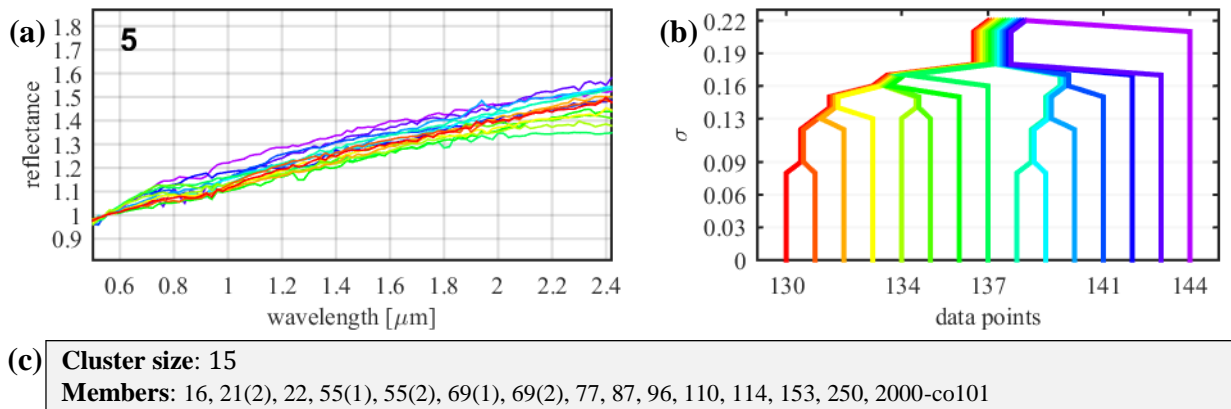 (a)
5
1.8
1.7
1.6
1.5
1.4
1.3
1.2
1.1
1
0.9
reflectance
0.6 0.8 1 1.2 1.4 1.6 1.8 2 2.2 2.4
wavelength [μm]
(b)
0.22
0.19
0.16
0.13
0.09
0.06
0.03
0
σ
130 134 137 141 144
data points
(c)
Cluster size: 15
Members: 16, 21(2), 22, 55(1), 55(2), 69(1), 69(2), 77, 87, 96, 110, 114, 153, 250, 2000-co101